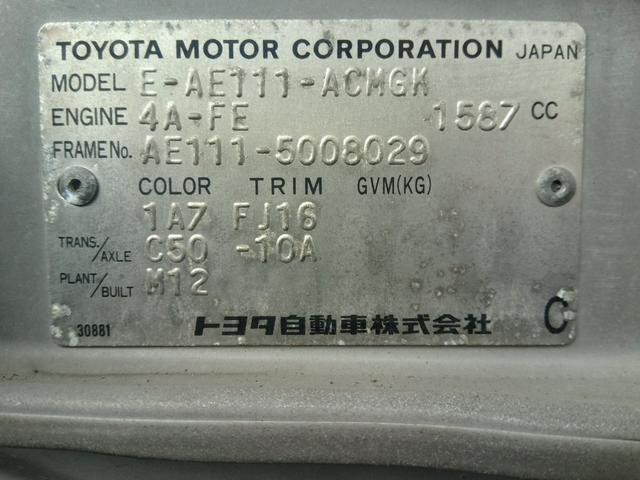 TOYOTA MOTOR CORPORATION JAPAN
MODEL E-AE111-ACMGK
ENGINE 4A-FE 1587 CC
FRAME No. AE111-5008029
COLOR TRIM GVM(KG)
1A7 FJ16
TRANS./AXLE C50 -10A
PLANT/BUILT M12
30881 トヨタ自動車株式会社 C